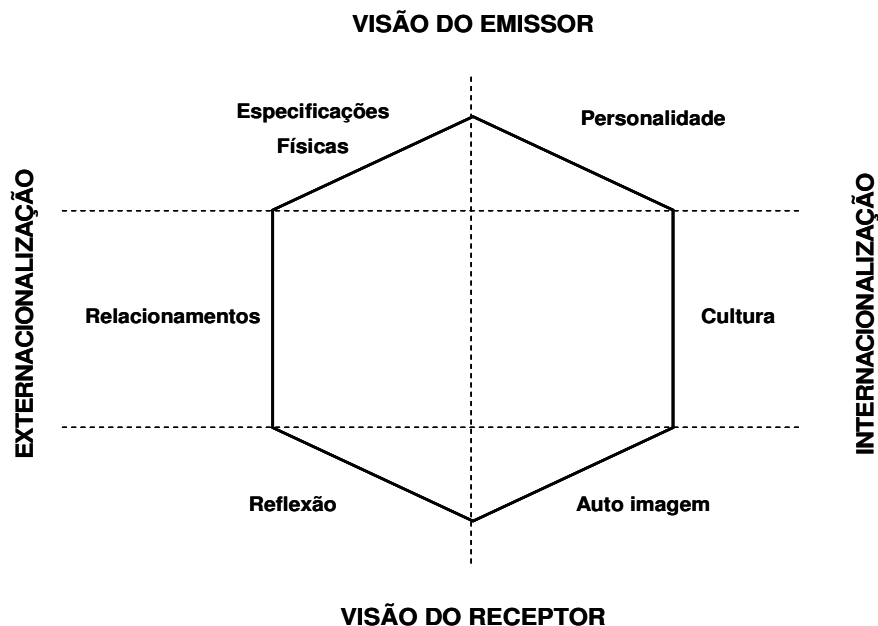 VISÃO DO EMISSOR
Especificações
Físicas
Personalidade
EXTERNACIONALIZAÇÃO
INTERNACIONALIZAÇÃO
Relacionamentos
Cultura
Reflexão
Auto imagem
VISÃO DO RECEPTOR